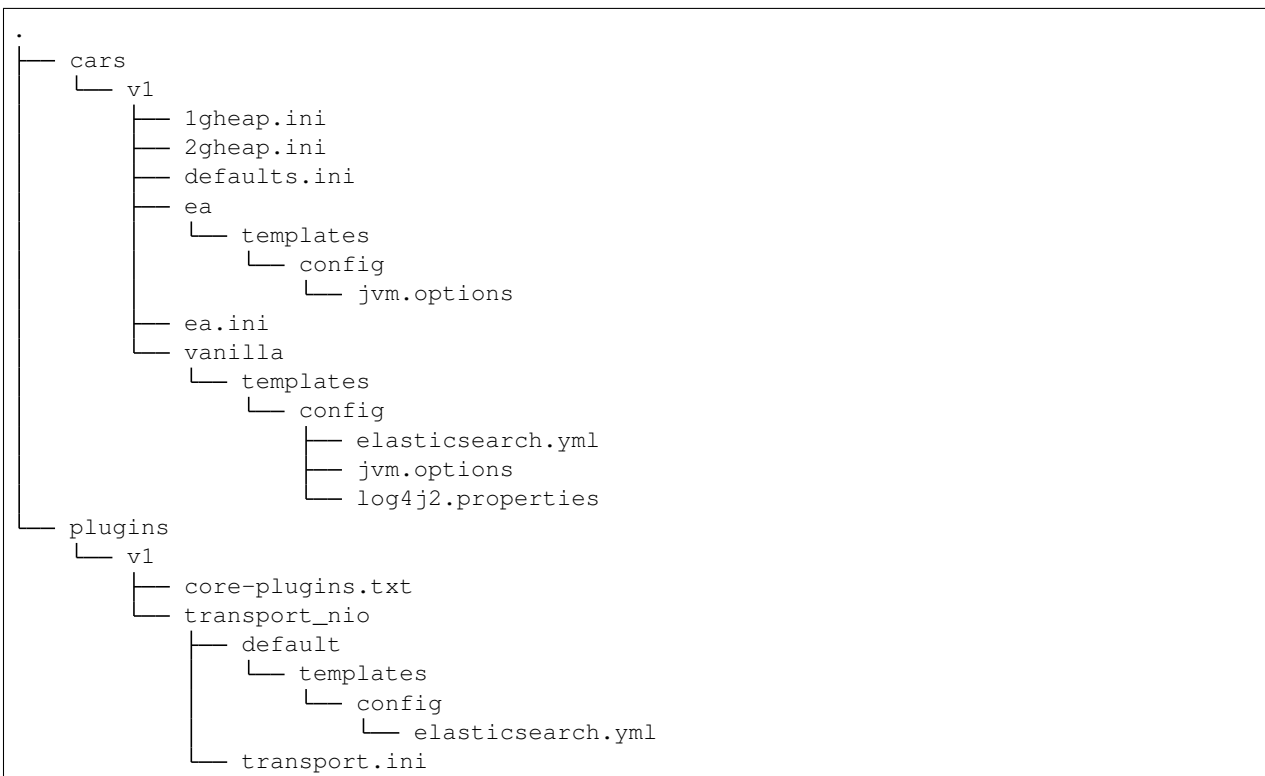 .
├── cars
│   └── v1
│       ├── 1gheap.ini
│       ├── 2gheap.ini
│       ├── defaults.ini
│       ├── ea
│       │   └── templates
│       │       └── config
│       │           └── jvm.options
│       ├── ea.ini
│       └── vanilla
│           └── templates
│               └── config
│                   ├── elasticsearch.yml
│                   ├── jvm.options
│                   └── log4j2.properties
└── plugins
    └── v1
        ├── core-plugins.txt
        └── transport_nio
            ├── default
            │   └── templates
            │       └── config
            │           └── elasticsearch.yml
            └── transport.ini